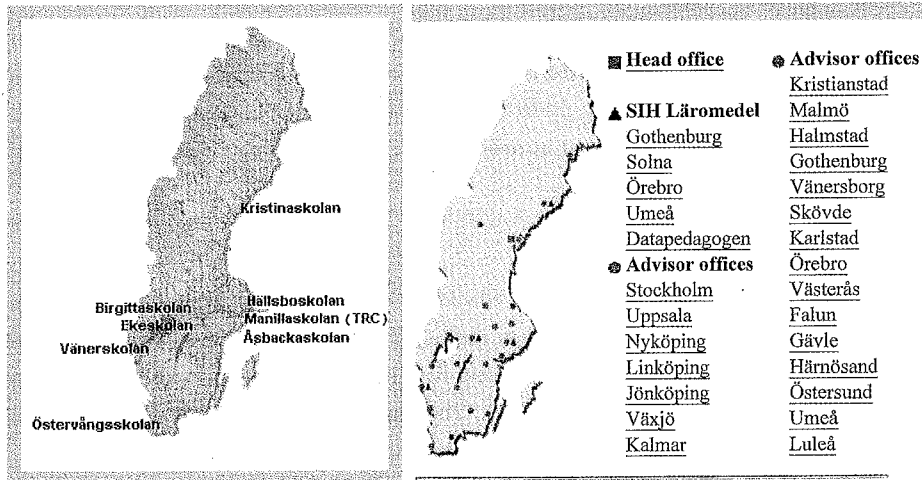 Kristinaskolan
Birgittaskolan
Ekeskolan
Vänerskolan
Hällsboskolan
Manillaskolan (TRC)
Åsbackaskolan
Östervångsskolan
Head office
SIH Läromedel
Gothenburg
Solna
Örebro
Umeå
Datapedagogen
Advisor offices
Stockholm
Uppsala
Nyköping
Linköping
Jönköping
Växjö
Kalmar
Advisor offices
Kristianstad
Malmö
Halmstad
Gothenburg
Vänersborg
Skövde
Karlstad
Örebro
Västerås
Falun
Gävle
Härnösand
Östersund
Umeå
Luleå